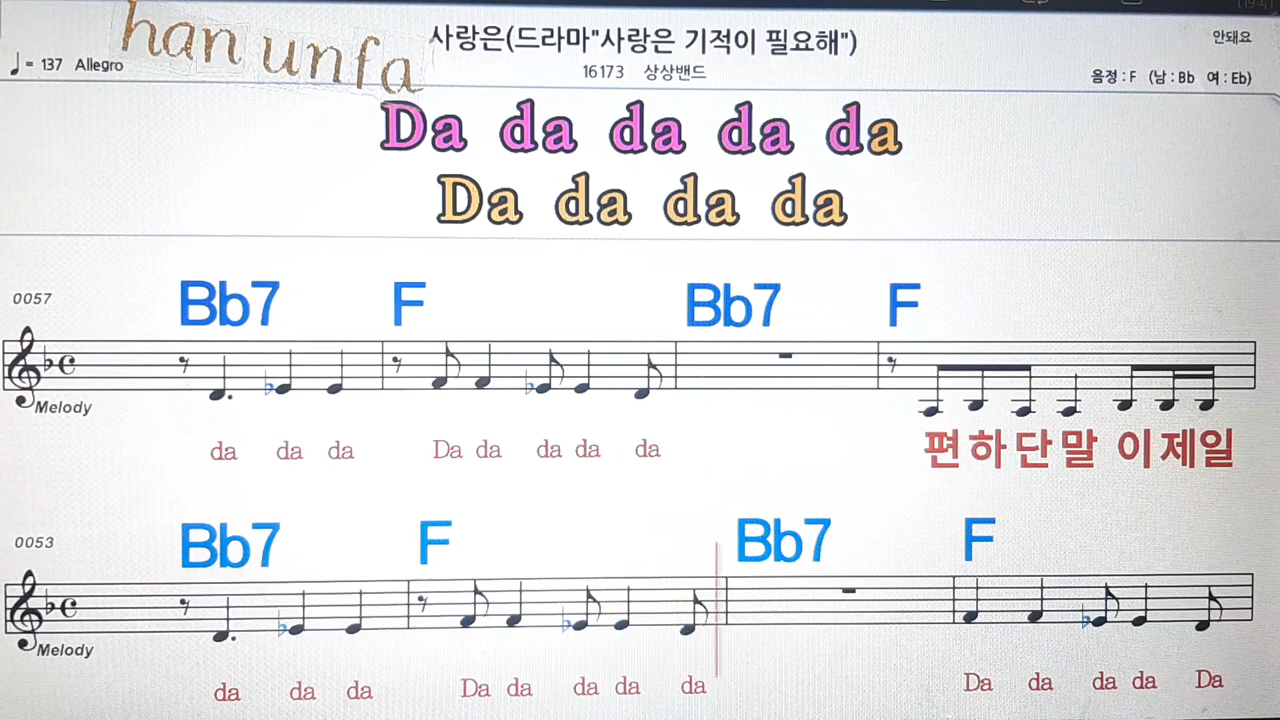 han unfa
사랑은(드라마"사랑은 기적이 필요해")
안돼요
♩= 137 Allegro
16173 상상밴드
음정 : F (남 : Bb 여 : Eb)
Da da da da da
Da da da da
0057
Bb7 F Bb7 F
Melody
da da da Da da da da da 편하단말 이제일
0053
Bb7 F Bb7 F
Melody
da da da Da da da da da Da da da da Da